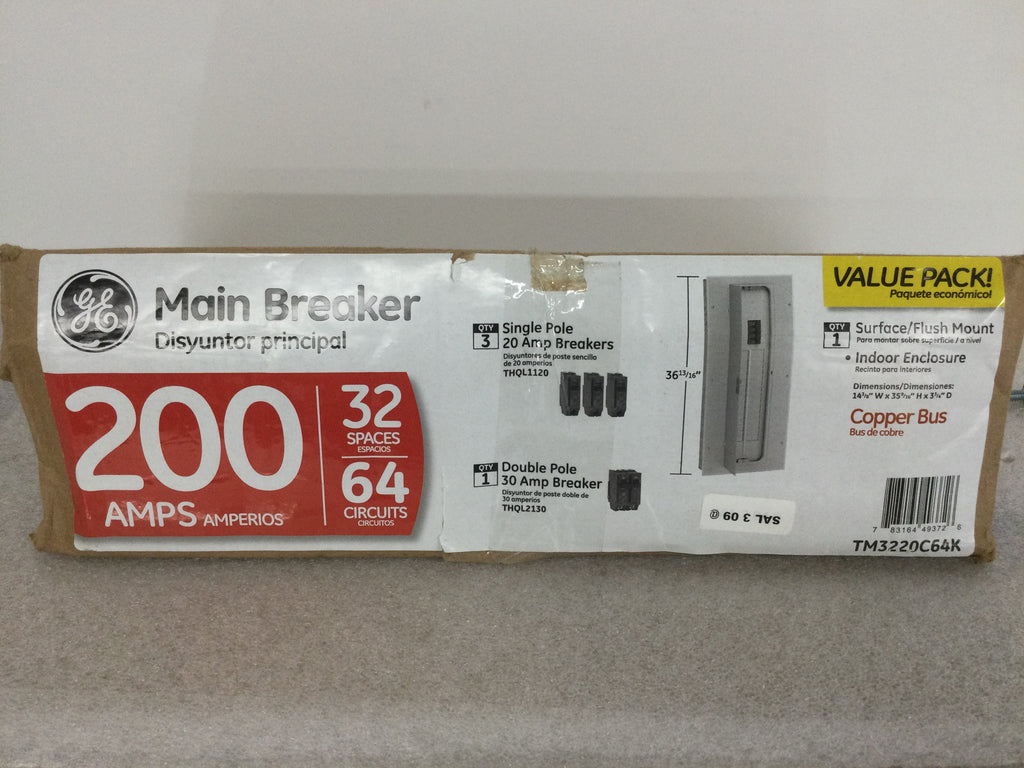 GE
Main Breaker
Disyuntor principal
200
AMPS AMPERIOS
32
SPACES
ESPACIOS
64
CIRCUITS
CIRCUITOS
QTY
3
Single Pole
20 Amp Breakers
Disyuntores de poste sencillo
de 20 amperios
THQL1120
QTY
1
Double Pole
30 Amp Breaker
Disyuntor de poste doble de
30 amperios
THQL2130
36 13/16"
VALUE PACK!
Paquete económico!
QTY
1
Surface/Flush Mount
Para montar sobre superficie / a nivel
• Indoor Enclosure
Recinto para interiores
Dimensions/Dimensiones:
Copper Bus
Bus de cobre
SAL 3 09 @
7 83164 49372 6
TM3220C64K